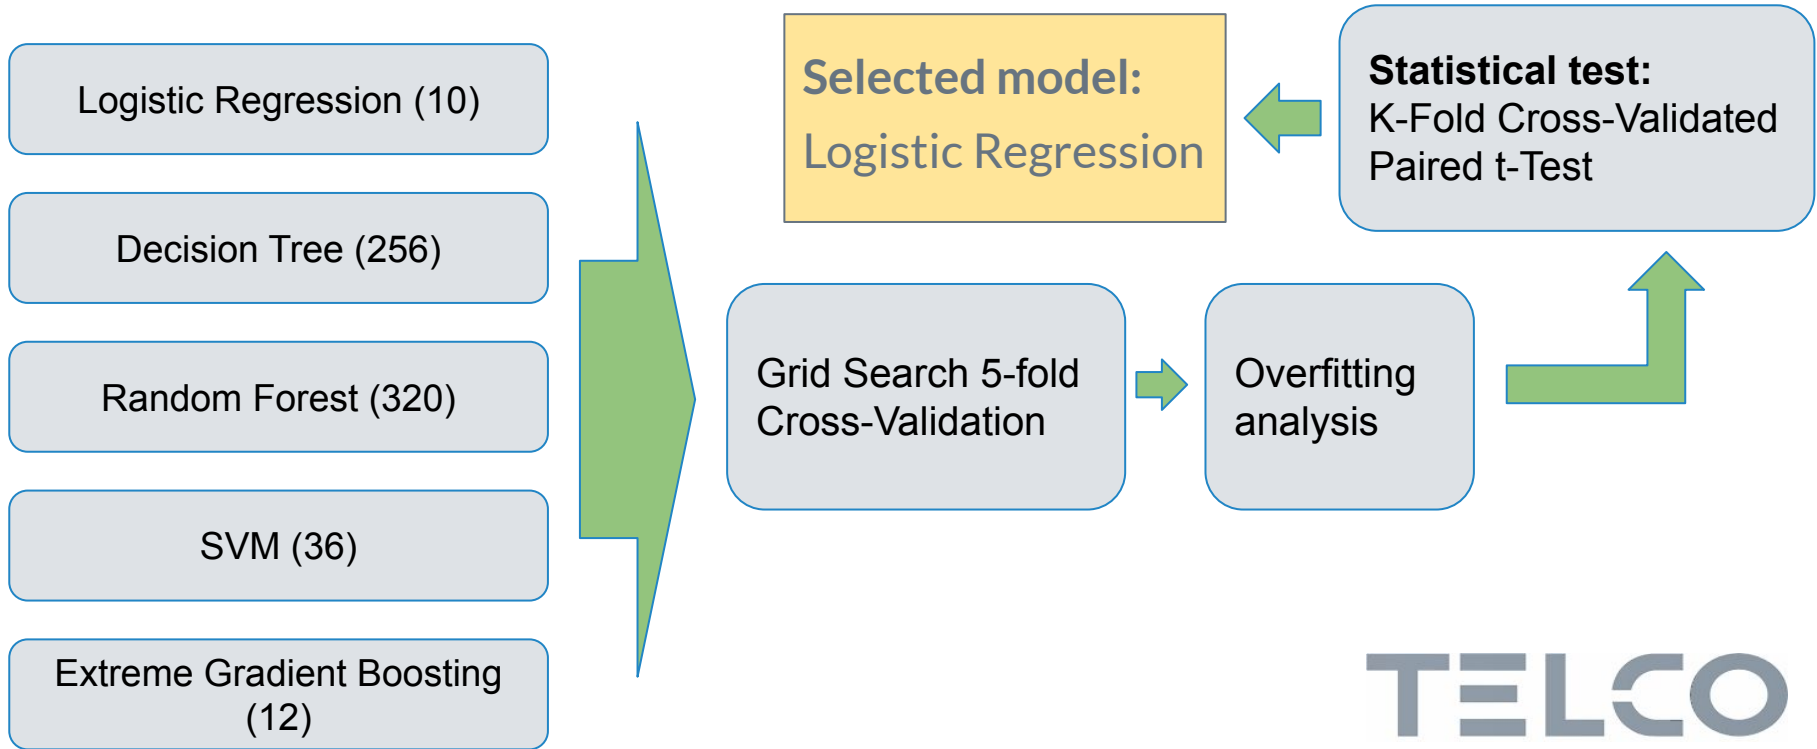 Logistic Regression (10)
Decision Tree (256)
Random Forest (320)
SVM (36)
Extreme Gradient Boosting
(12)
Grid Search 5-fold
Cross-Validation
Overfitting
analysis
Statistical test:
K-Fold Cross-Validated
Paired t-Test
Selected model:
Logistic Regression
TELCO